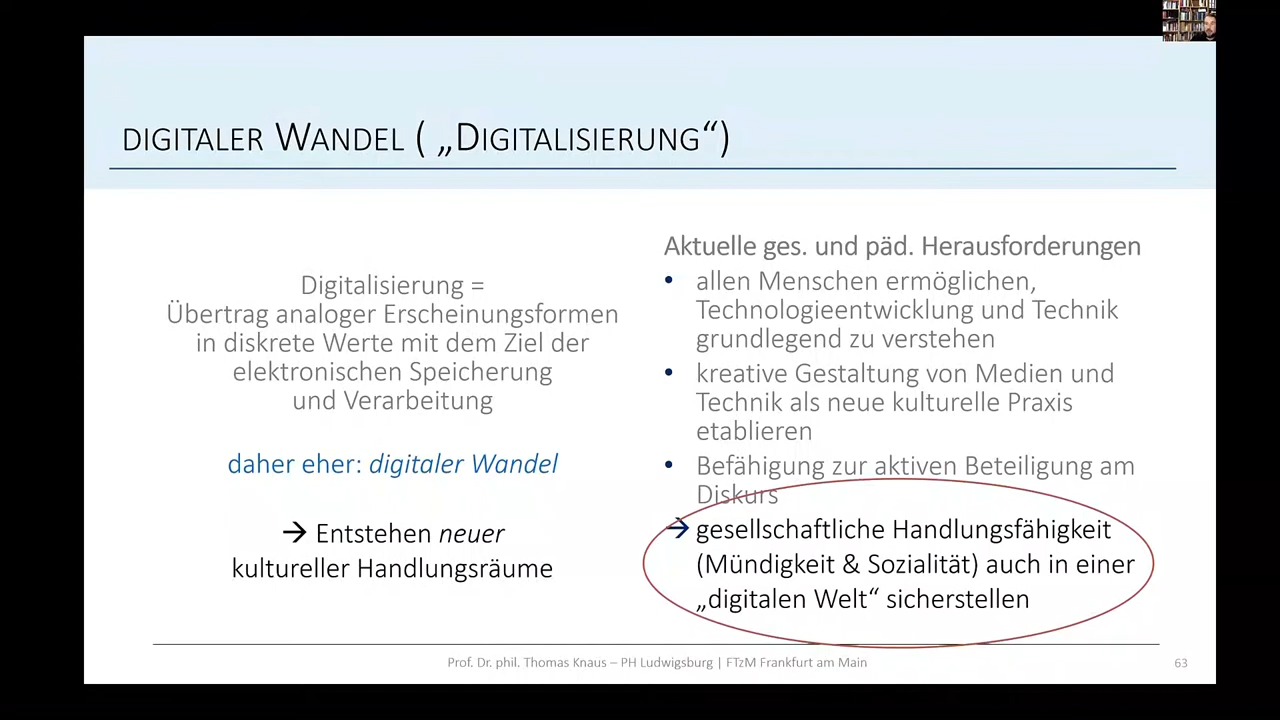 DIGITALER WANDEL ( „DIGITALISIERUNG“)
Digitalisierung =
Übertrag analoger Erscheinungsformen
in diskrete Werte mit dem Ziel der
elektronischen Speicherung
und Verarbeitung
daher eher: digitaler Wandel
→ Entstehen neuer
kultureller Handlungsräume
Aktuelle ges. und päd. Herausforderungen
• allen Menschen ermöglichen,
Technologieentwicklung und Technik
grundlegend zu verstehen
• kreative Gestaltung von Medien und
Technik als neue kulturelle Praxis
etablieren
• Befähigung zur aktiven Beteiligung am
Diskurs
→ gesellschaftliche Handlungsfähigkeit
(Mündigkeit & Sozialität) auch in einer
„digitalen Welt“ sicherstellen
Prof. Dr. phil. Thomas Knaus – PH Ludwigsburg | FTzM Frankfurt am Main
63